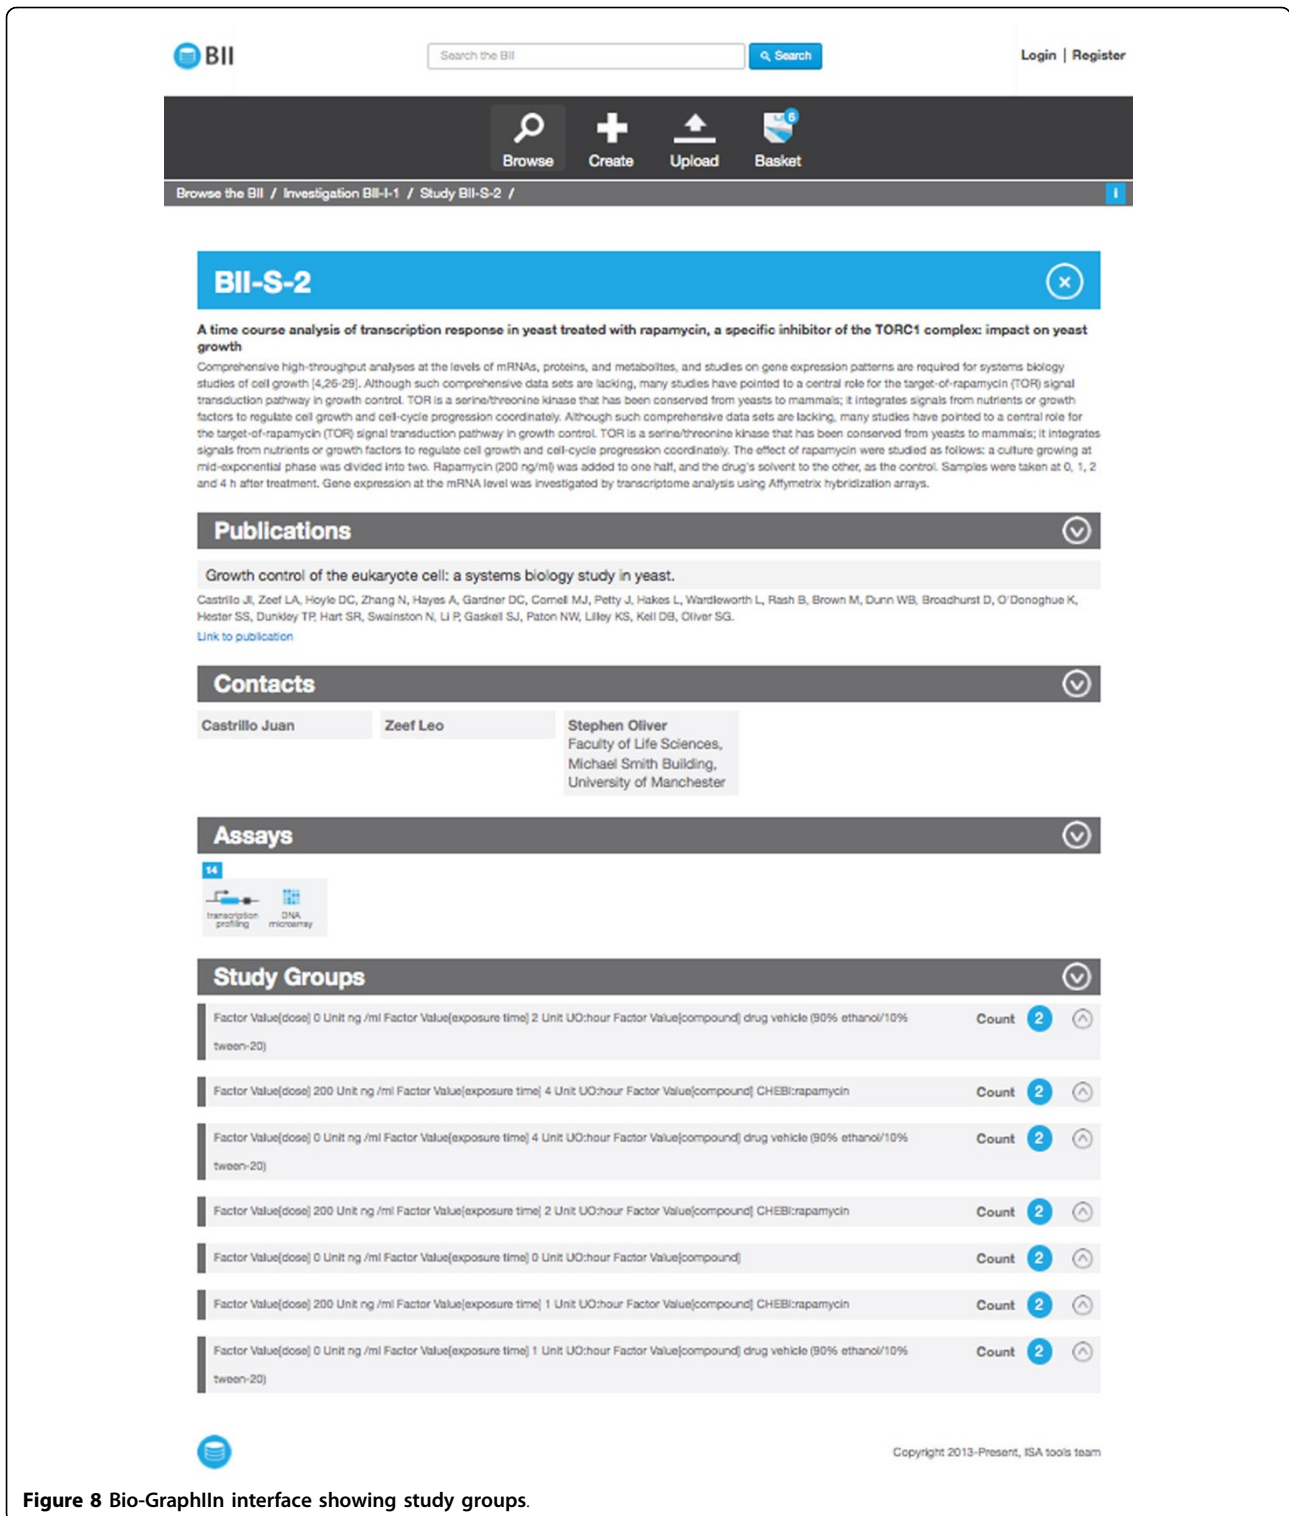 BII
Search the BII
Search
Login | Register
6
Browse
Create
Upload
Basket
Browse the BII / Investigation BII-I-1 / Study BII-S-2 /
i
BII-S-2
A time course analysis of transcription response in yeast treated with rapamycin, a specific inhibitor of the TORC1 complex: impact on yeast
growth
Comprehensive high-throughput analyses at the levels of mRNAs, proteins, and metabolites, and studies on gene expression patterns are required for systems biology
studies of cell growth [4,26-29]. Although such comprehensive data sets are lacking, many studies have pointed to a central role for the target-of-rapamycin (TOR) signal
transduction pathway in growth control. TOR is a serine/threonine kinase that has been conserved from yeasts to mammals; it integrates signals from nutrients or growth
factors to regulate cell growth and cell-cycle progression coordinately. Although such comprehensive data sets are lacking, many studies have pointed to a central role for
the target-of-rapamycin (TOR) signal transduction pathway in growth control. TOR is a serine/threonine kinase that has been conserved from yeasts to mammals; it integrates
signals from nutrients or growth factors to regulate cell growth and cell-cycle progression coordinately. The effect of rapamycin were studied as follows: a culture growing at
mid-exponential phase was divided into two. Rapamycin (200 ng/ml) was added to one half, and the drug's solvent to the other, as the control. Samples were taken at 0, 1, 2
and 4 h after treatment. Gene expression at the mRNA level was investigated by transcriptome analysis using Affymetrix hybridization arrays.
Publications
Growth control of the eukaryote cell: a systems biology study in yeast.
Castrillo JI, Zeef LA, Hoyle DC, Zhang N, Hayes A, Gardner DC, Cornell MJ, Petty J, Hakes L, Wardleworth L, Rash B, Brown M, Dunn WB, Broadhurst D, O'Donoghue K,
Hester SS, Dunkley TP, Hart SR, Swainston N, Li P, Gaskell SJ, Paton NW, Lilley KS, Kell DB, Oliver SG.
Link to publication
Contacts
Castrillo Juan
Zeef Leo
Stephen Oliver
Faculty of Life Sciences,
Michael Smith Building,
University of Manchester
Assays
14
transcription
profiling
DNA
microarray
Study Groups
Factor Value[dose] 0 Unit ng /ml Factor Value[exposure time] 2 Unit UO:hour Factor Value[compound] drug vehicle (90% ethanol/10%
tween-20)
Count 2
Factor Value[dose] 200 Unit ng /ml Factor Value[exposure time] 4 Unit UO:hour Factor Value[compound] CHEBI:rapamycin
Count 2
Factor Value[dose] 0 Unit ng /ml Factor Value[exposure time] 4 Unit UO:hour Factor Value[compound] drug vehicle (90% ethanol/10%
tween-20)
Count 2
Factor Value[dose] 200 Unit ng /ml Factor Value[exposure time] 2 Unit UO:hour Factor Value[compound] CHEBI:rapamycin
Count 2
Factor Value[dose] 0 Unit ng /ml Factor Value[exposure time] 0 Unit UO:hour Factor Value[compound]
Count 2
Factor Value[dose] 200 Unit ng /ml Factor Value[exposure time] 1 Unit UO:hour Factor Value[compound] CHEBI:rapamycin
Count 2
Factor Value[dose] 0 Unit ng /ml Factor Value[exposure time] 1 Unit UO:hour Factor Value[compound] drug vehicle (90% ethanol/10%
tween-20)
Count 2
Copyright 2013-Present, ISA tools team
Figure 8 Bio-GraphIIn interface showing study groups.